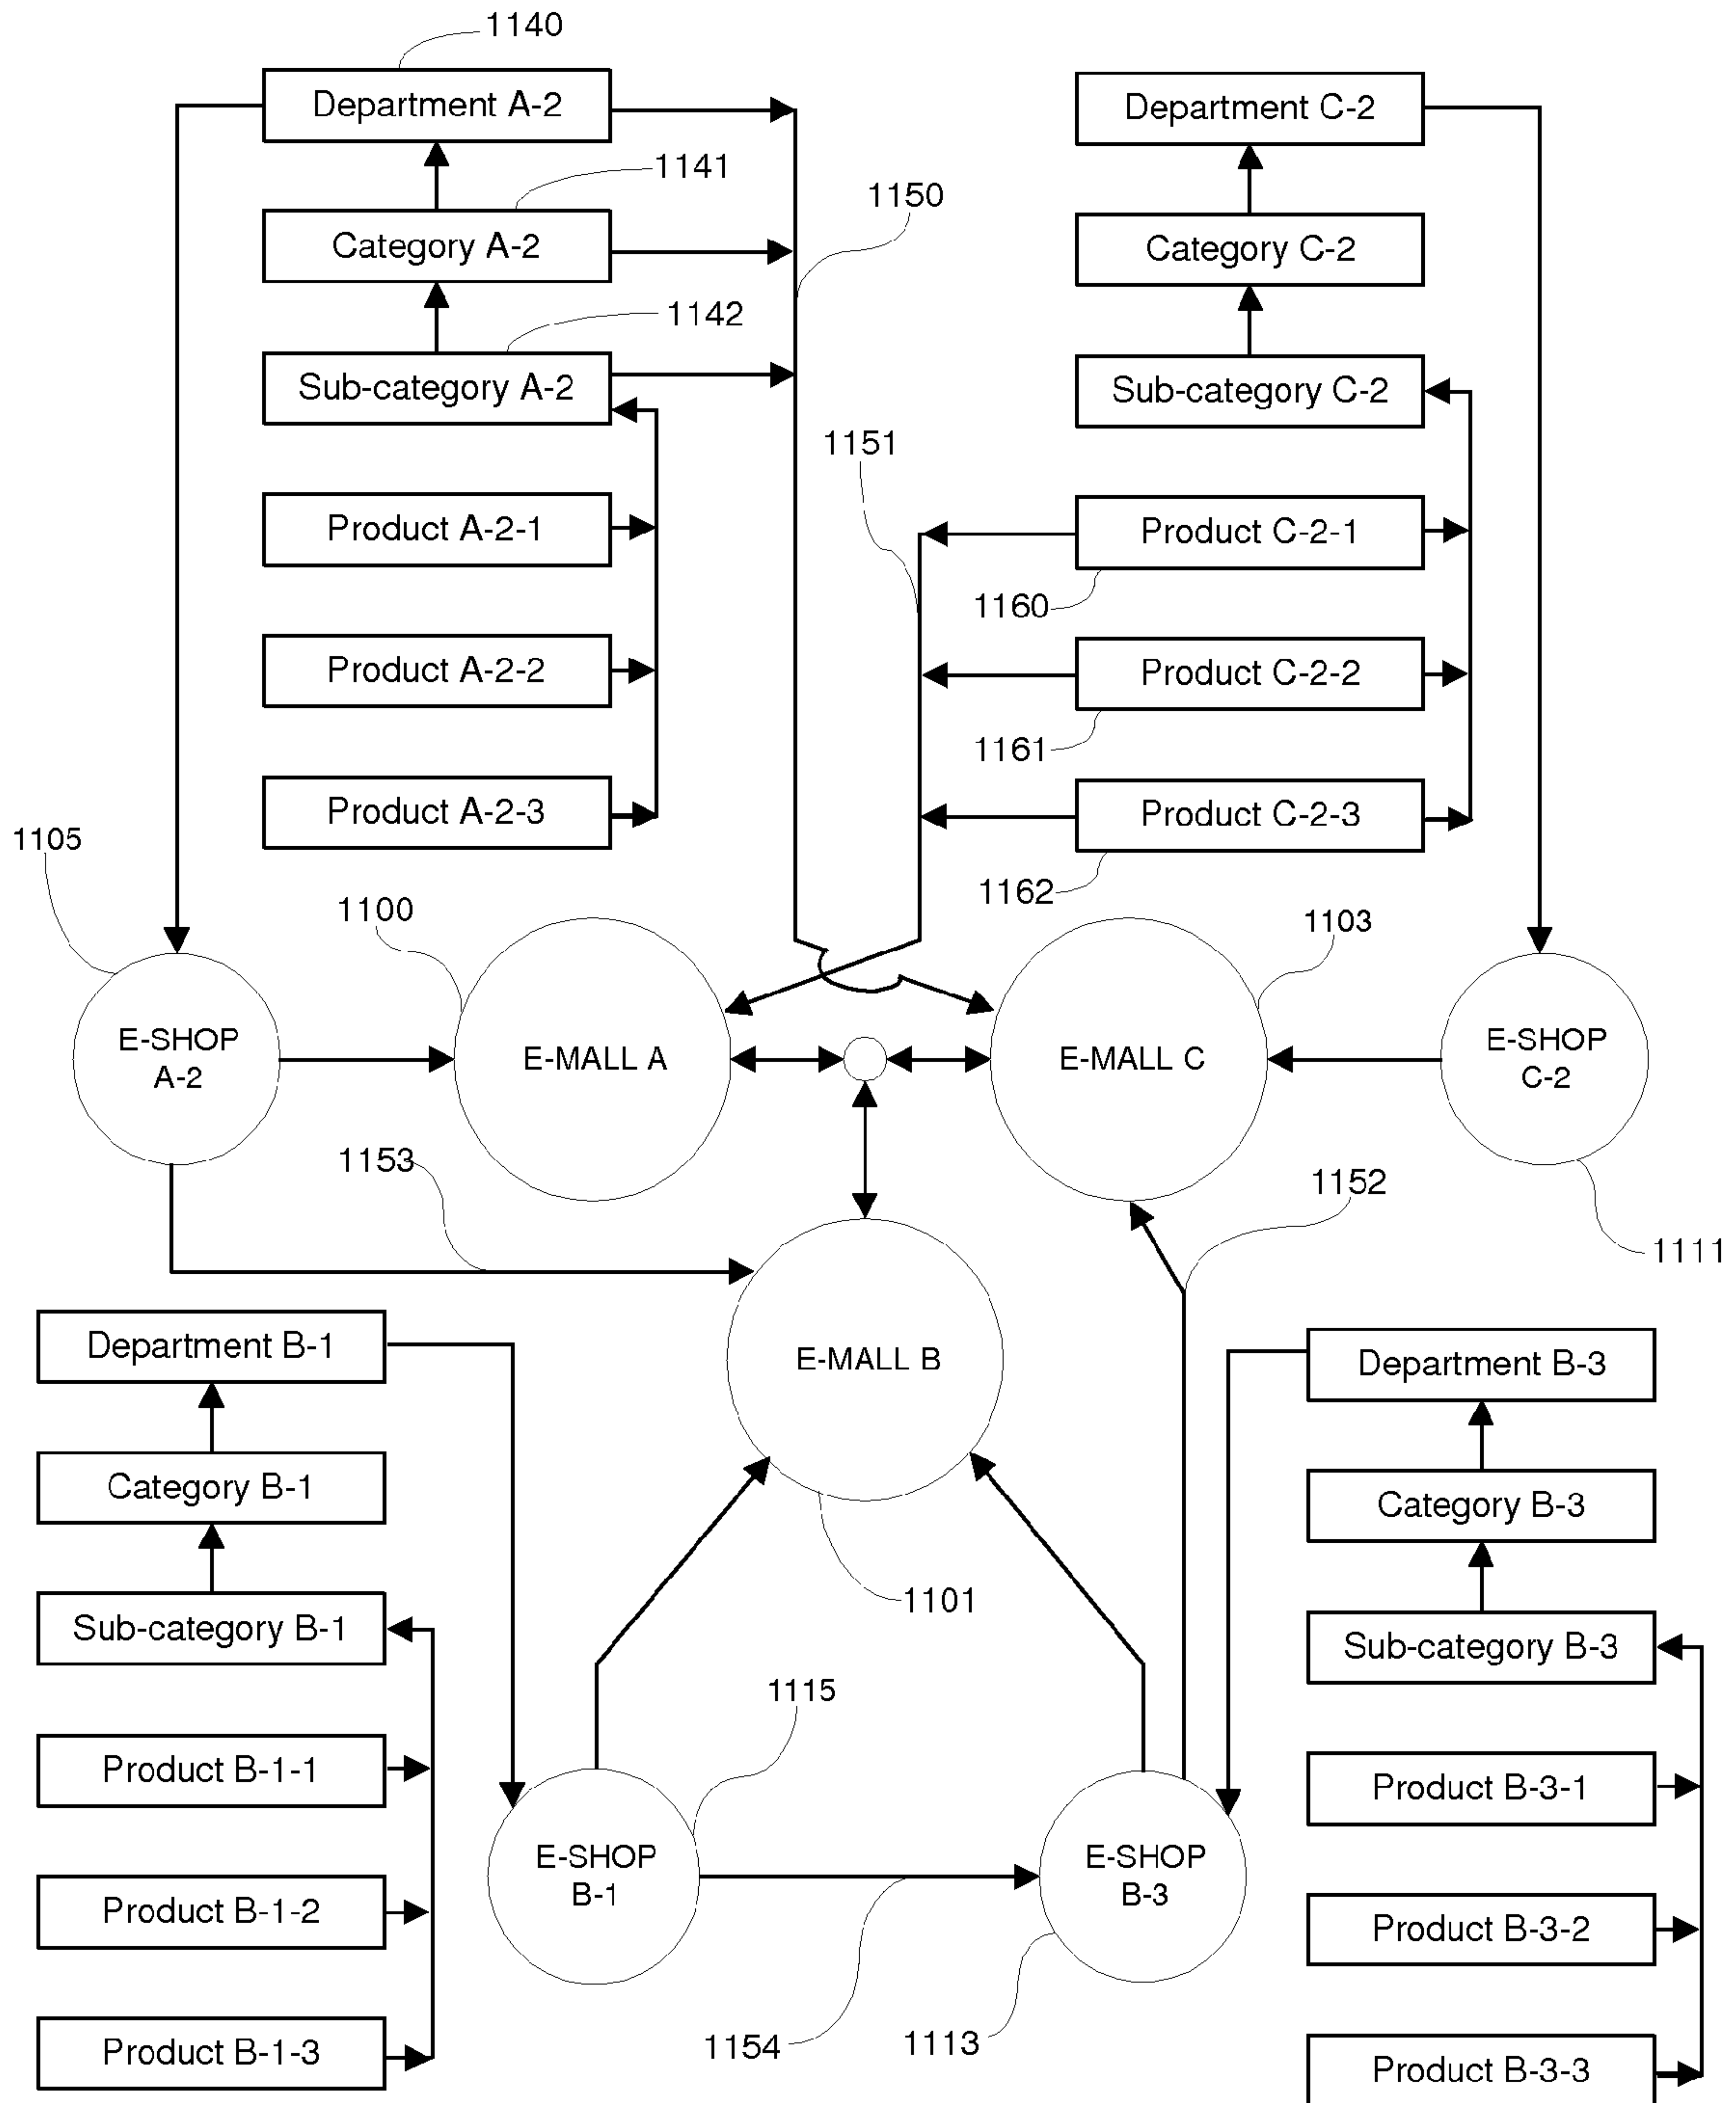 1140
Department A-2
Department C-2
1141
1150
Category A-2
Category C-2
1142
Sub-category A-2
Sub-category C-2
1151
Product A-2-1
Product C-2-1
1160
Product A-2-2
Product C-2-2
1161
Product A-2-3
Product C-2-3
1105
1162
1100
1103
E-SHOP
A-2
E-MALL A
E-MALL C
E-SHOP
C-2
1153
1152
1111
Department B-1
E-MALL B
Department B-3
Category B-1
Category B-3
1101
Sub-category B-1
Sub-category B-3
1115
Product B-1-1
Product B-3-1
E-SHOP
B-1
E-SHOP
B-3
Product B-1-2
Product B-3-2
1154
1113
Product B-1-3
Product B-3-3